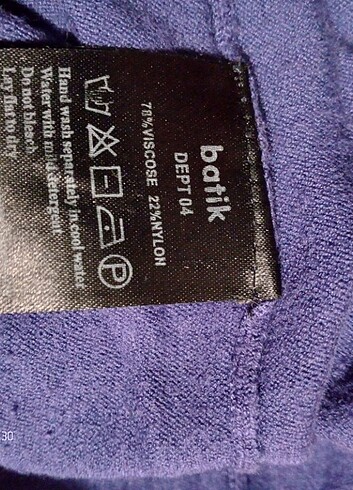 batik
DEPT 04
78%VISCOSE 22%NYLON
P
Hand wash separately in cool water
Water with mild detergent
Do not bleach
Lay flat to dry
30